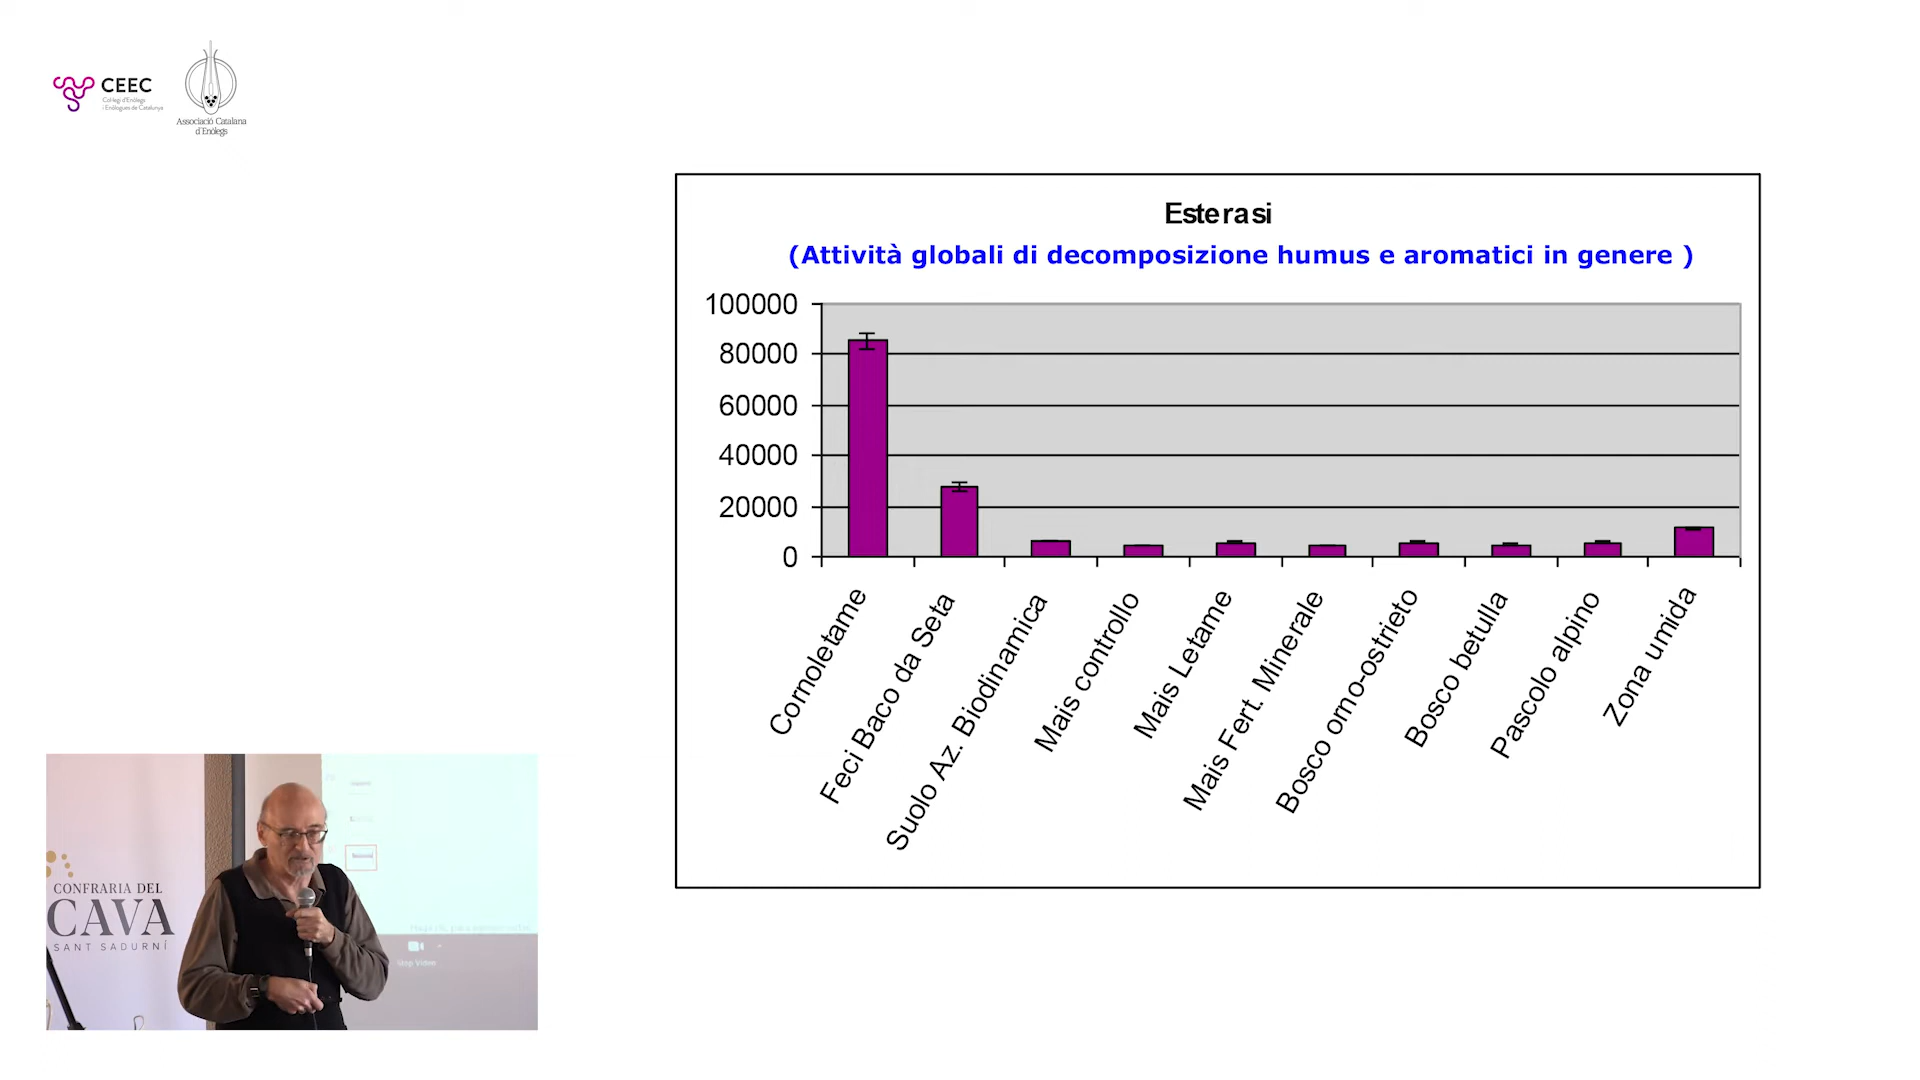 CEEC
Col·legi d'Enòlegs
i Enòlogues de Catalunya
Associació Catalana
d'Enòlegs
Esterasi
(Attività globali di decomposizione humus e aromatici in genere )
100000
80000
60000
40000
20000
0
Cornoletame
Feci Baco da Seta
Suolo Az. Biodinamica
Mais controllo
Mais Letame
Mais Fert. Minerale
Bosco orno-ostrieto
Bosco betulla
Pascolo alpino
Zona umida
CONFRARIA DEL
CAVA
SANT SADURNÍ
Stop Video